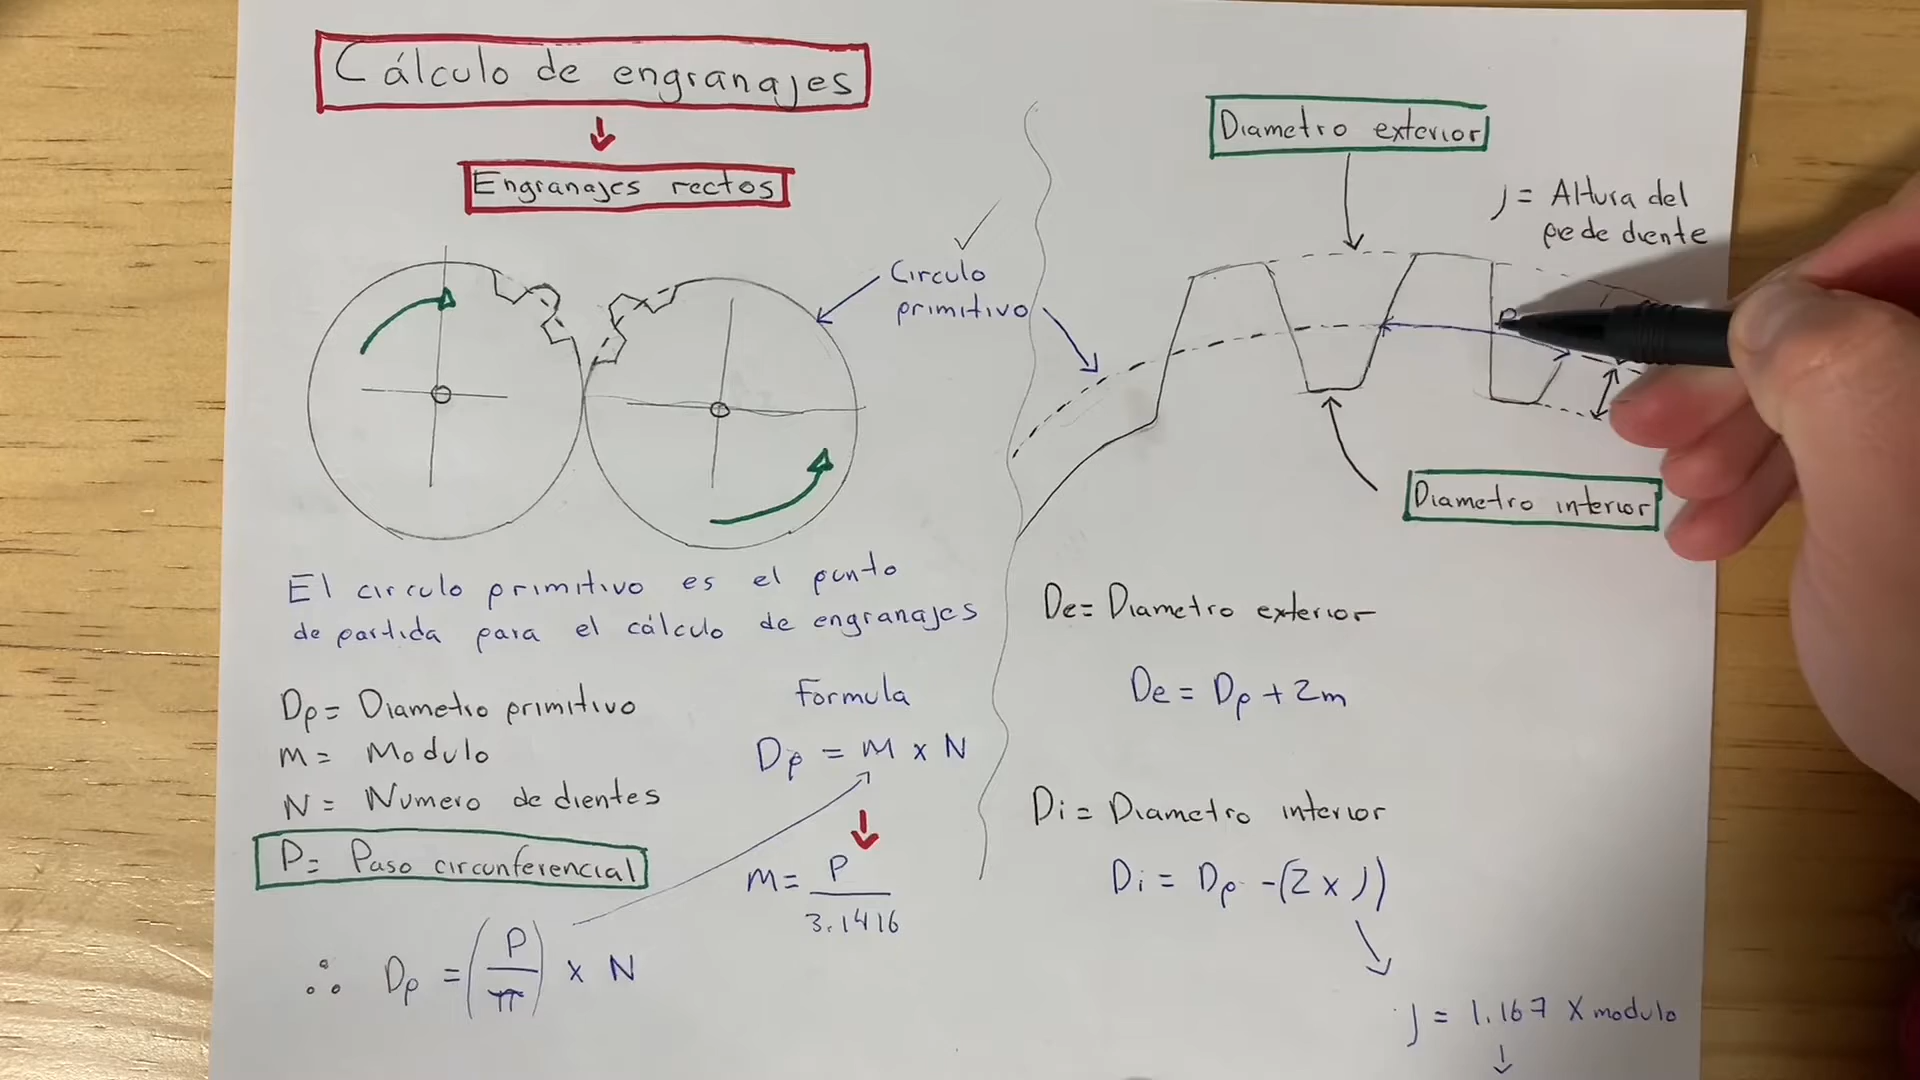 Cálculo de engranajes
Engranajes rectos
Circulo
primitivo
El circulo primitivo es el punto
de partida para el cálculo de engranajes
Dp= Diametro primitivo
m= Modulo
N= Numero de dientes
P= Paso circunferencial
∴ Dp = (P/π) x N
Formula
Dp = M x N
m= P
3.1416
Diametro exterior
J = Altura del
pie de diente
P
Diametro interior
De= Diametro exterior
De = Dp + 2m
Di = Diametro interior
Di = Dp -(2 x J)
J = 1.167 x modulo